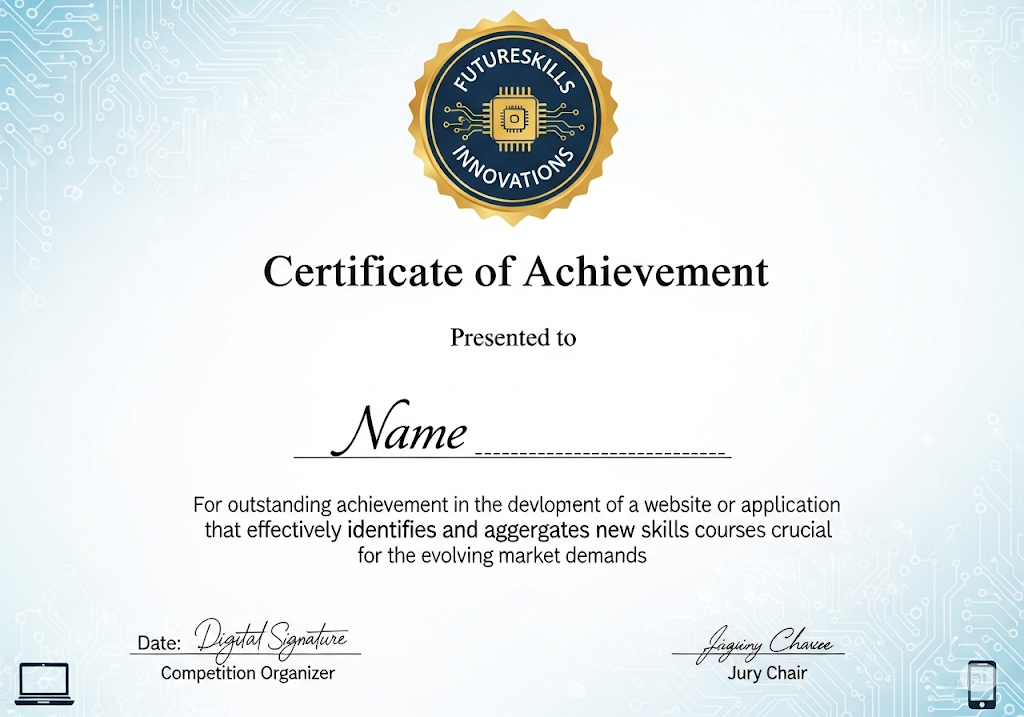 FUTURESKILLS
INNOVATIONS
Certificate of Achievement
Presented to
Name
For outstanding achievement in the devlopment of a website or application
that effectively identifies and aggergates new skills courses crucial
for the evolving market demands
Date: Digital Signature
Competition Organizer
Jury Chair